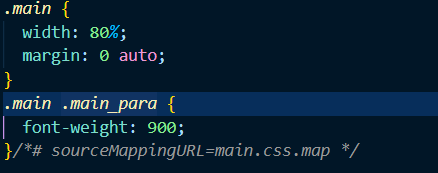 .main {
  width: 80%;
  margin: 0 auto;
}
.main .main_para {
  font-weight: 900;
}/*# sourceMappingURL=main.css.map */